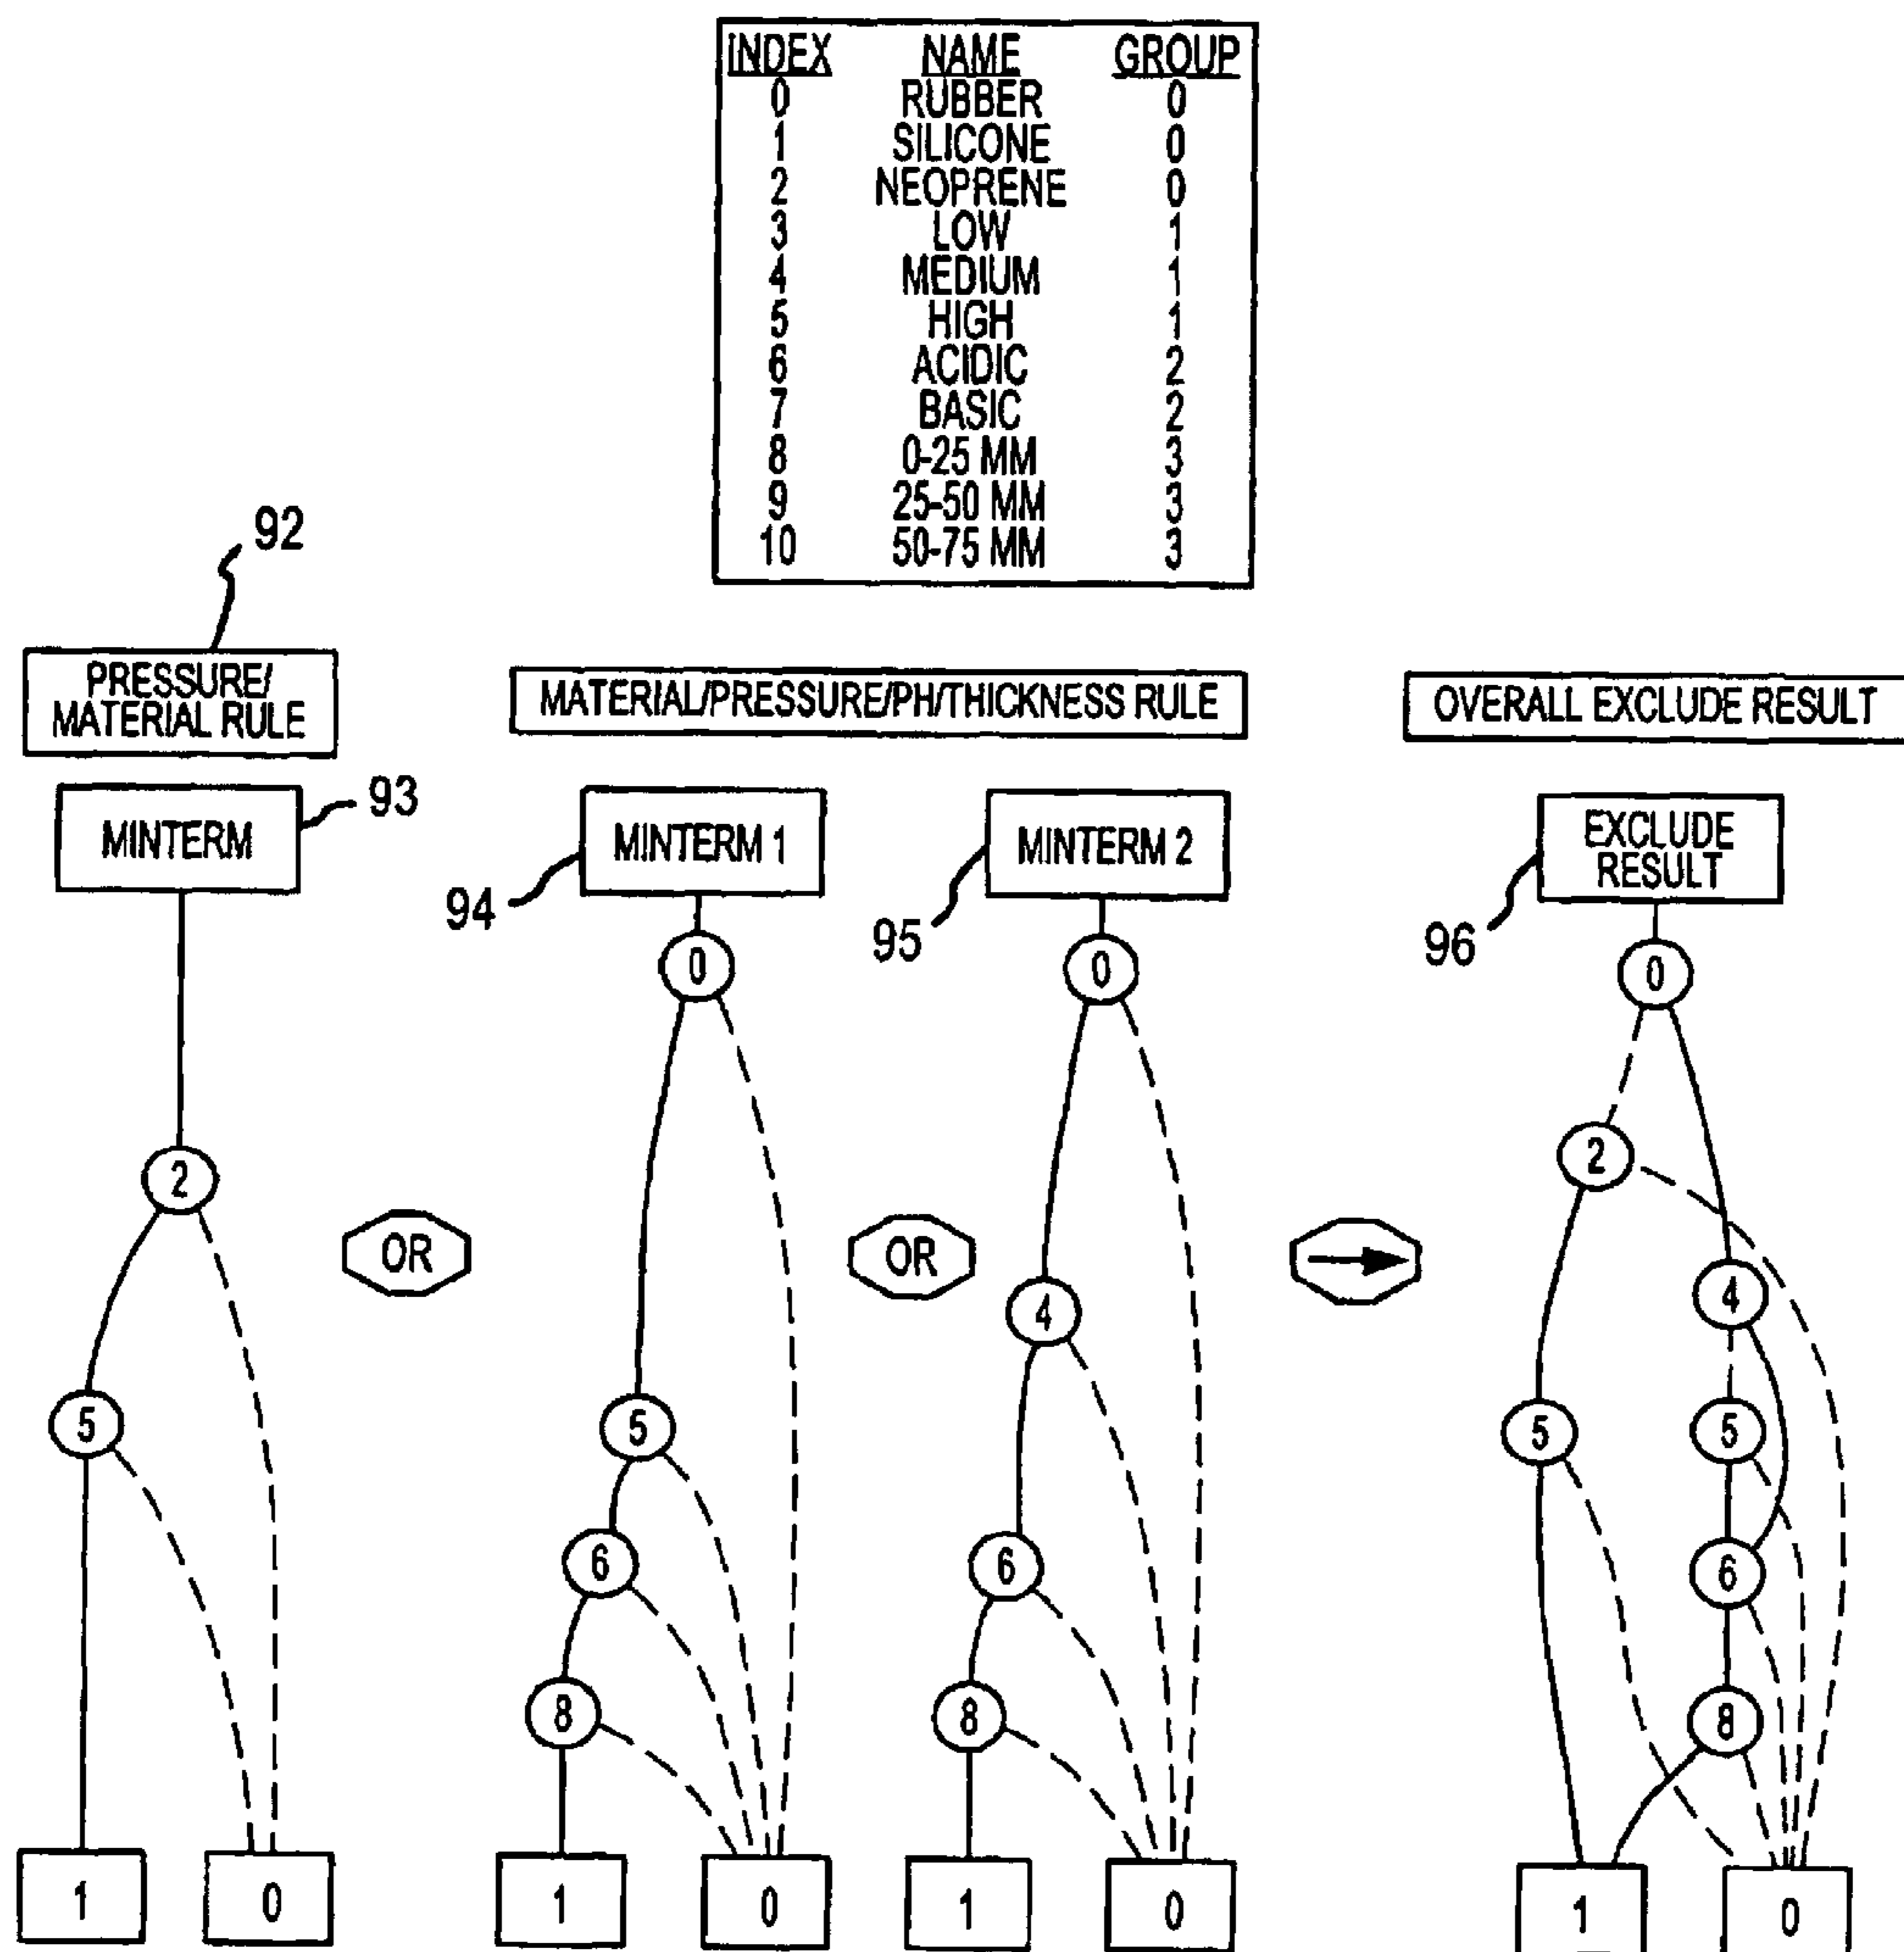 INDEX NAME GROUP
0 RUBBER 0
1 SILICONE 0
2 NEOPRENE 0
3 LOW 1
4 MEDIUM 1
5 HIGH 1
6 ACIDIC 2
7 BASIC 2
8 0-25 MM 3
9 25-50 MM 3
10 50-75 MM 3
92
PRESSURE/
MATERIAL RULE
MATERIAL/PRESSURE/PH/THICKNESS RULE
OVERALL EXCLUDE RESULT
MINTERM
93
MINTERM 1
94
MINTERM 2
95
EXCLUDE
RESULT
96
0 0 0
2 2
OR OR
4 4
5 5 5 5
6 6 6
8 8 8
1 0 1 0 1 0 1 0